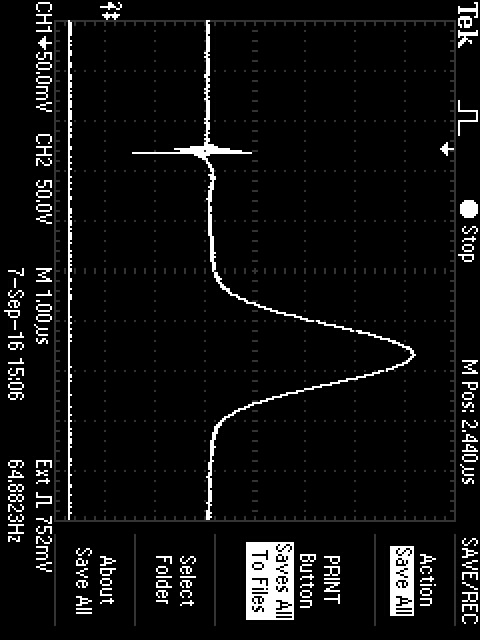 Tek
Stop
M Pos: 2.440µs
SAVE/REC
Action
Save All
PRINT
Button
Saves All
To Files
Select
Folder
About
Save All
CH1 50.0mV
CH2 50.0V
M 1.00µs
Ext
752mV
7-Sep-16 15:06
64.8823Hz